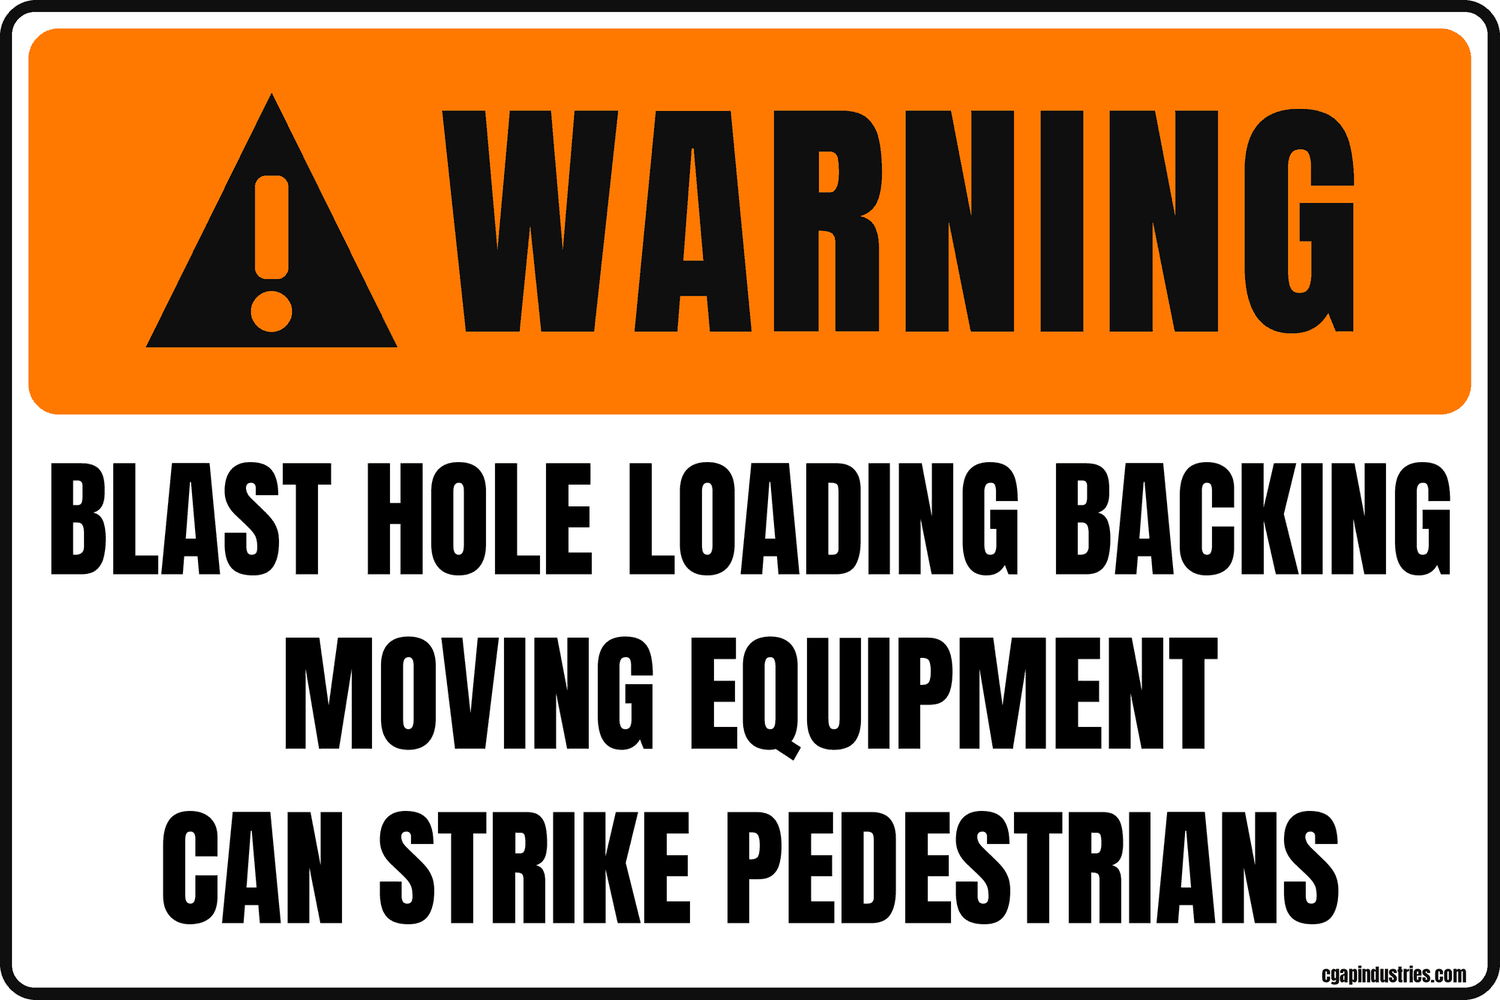 WARNING
BLAST HOLE LOADING BACKING
MOVING EQUIPMENT
CAN STRIKE PEDESTRIANS
cgapindustries.com